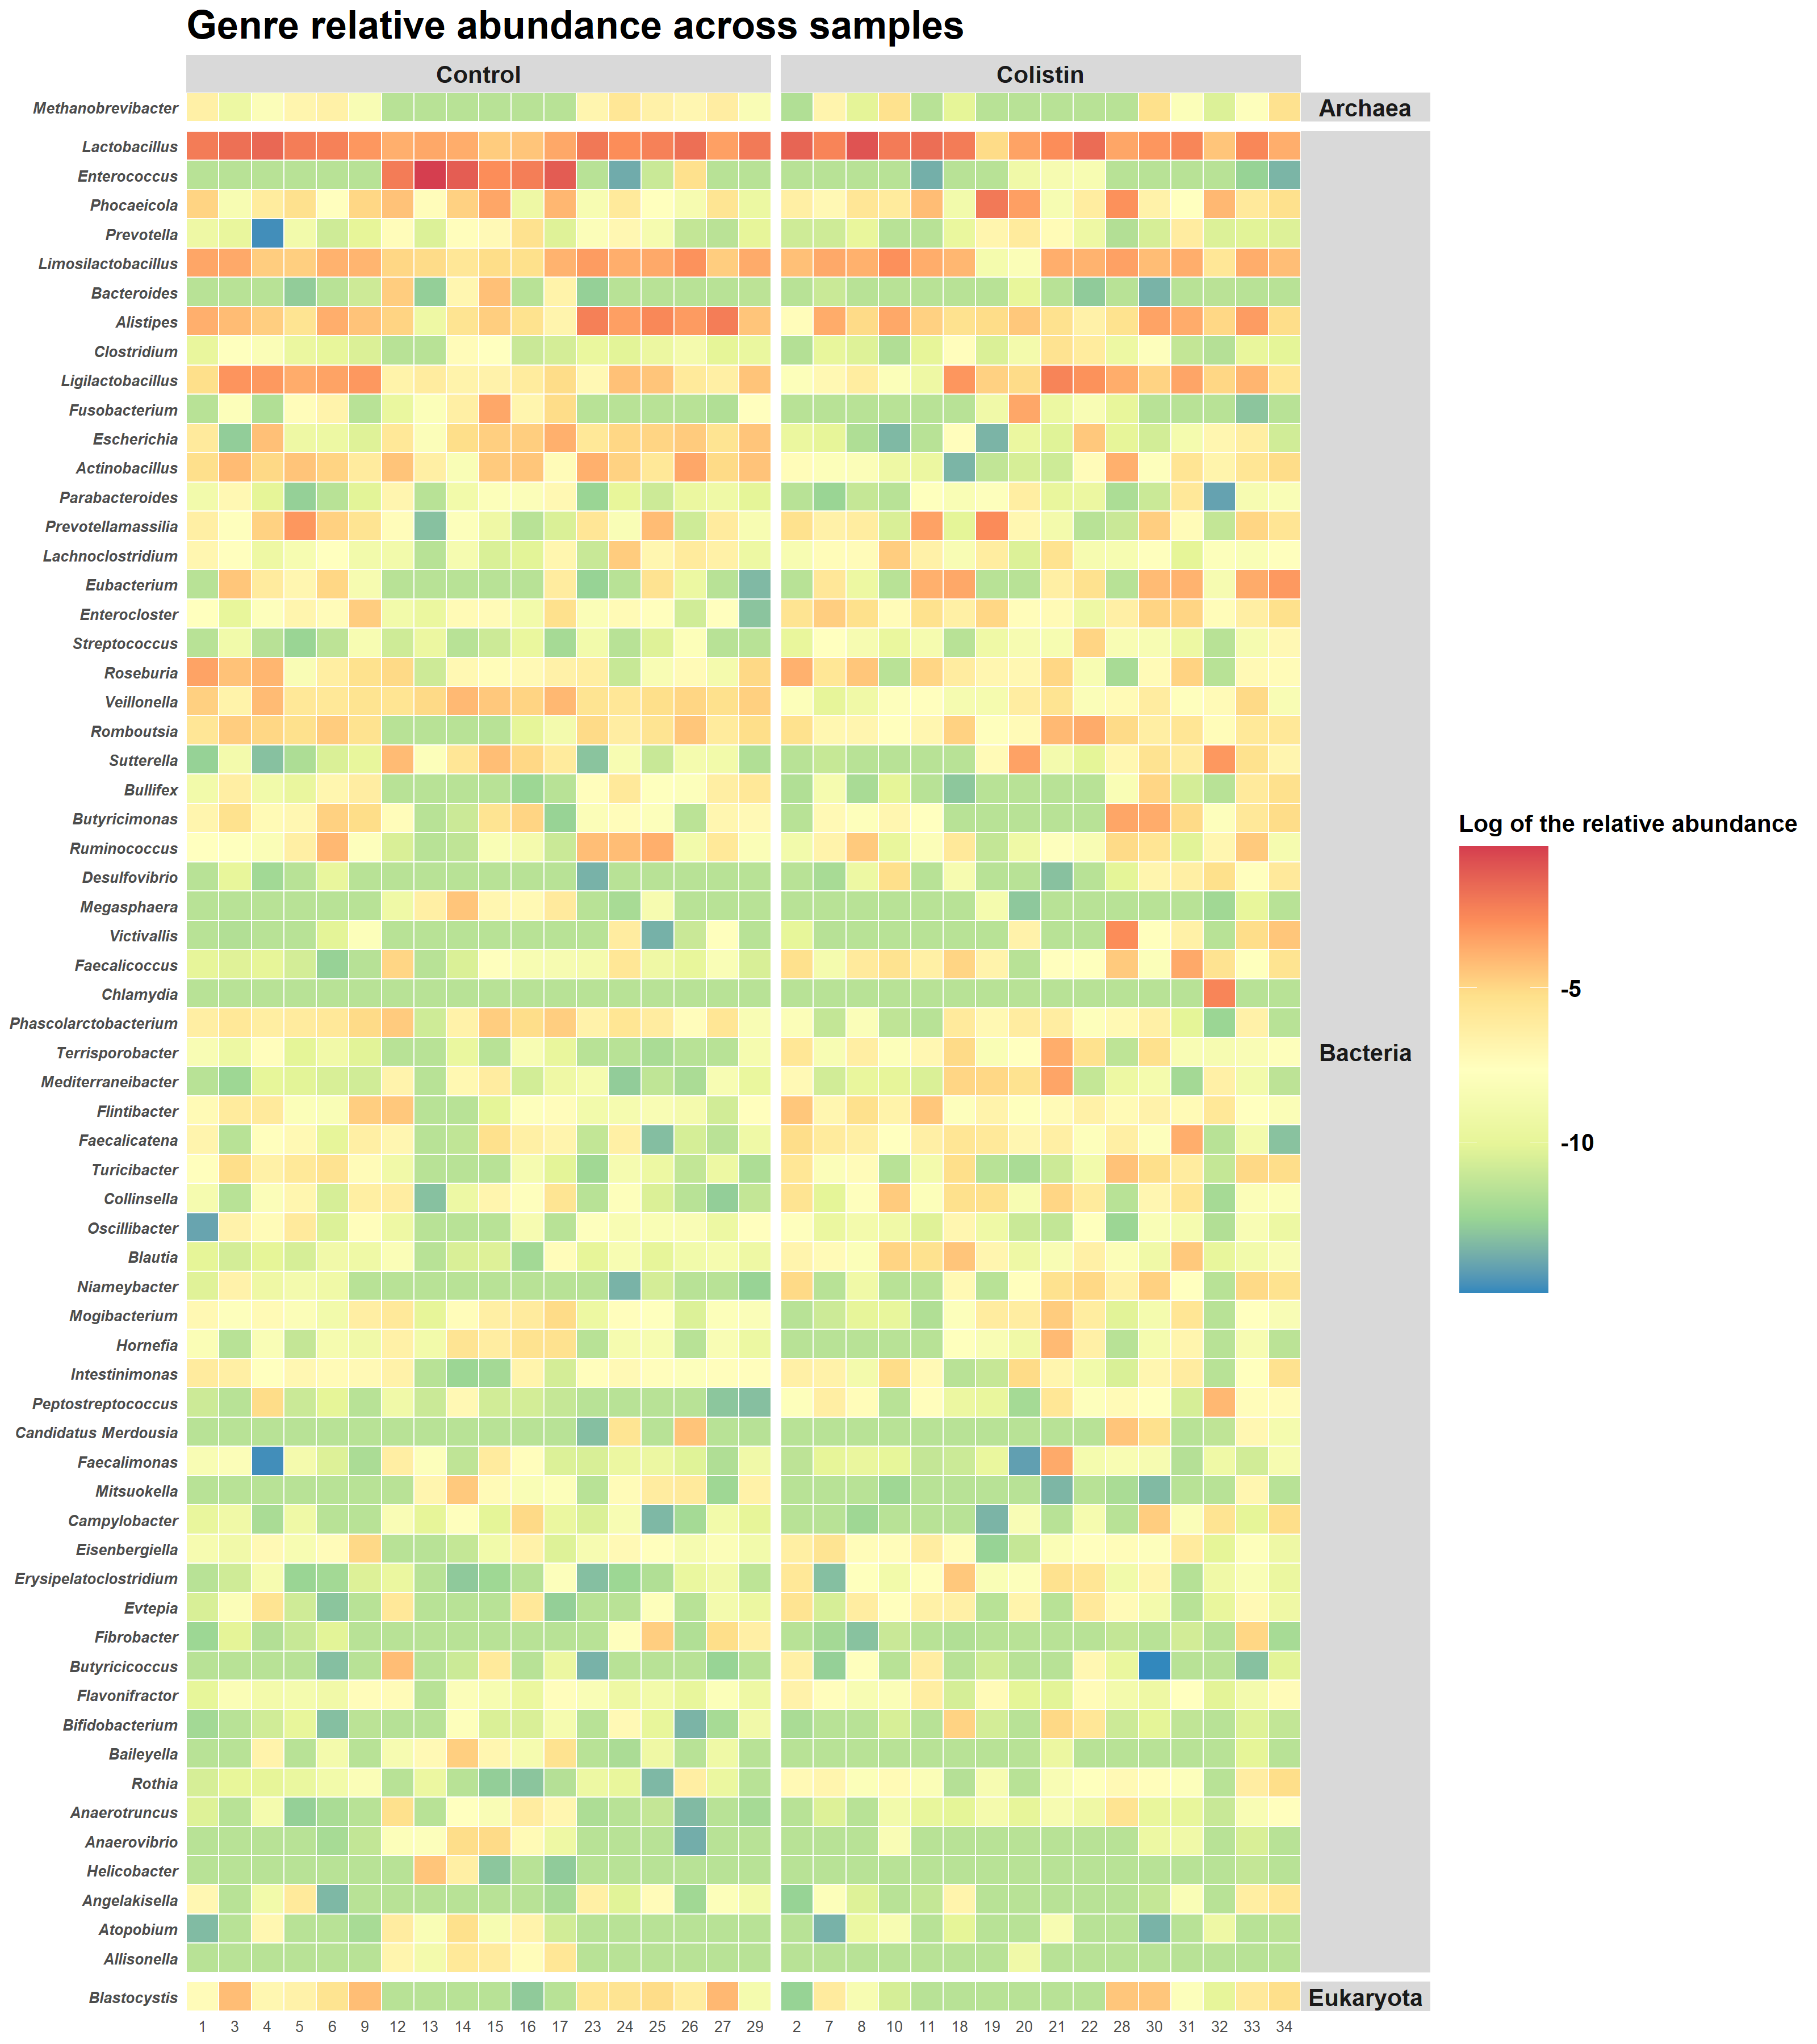 Genre relative abundance across samples
Control
Colistin
Methanobrevibacter
Archaea
Lactobacillus
Enterococcus
Phocaeicola
Prevotella
Limosilactobacillus
Bacteroides
Alistipes
Clostridium
Ligilactobacillus
Fusobacterium
Escherichia
Actinobacillus
Parabacteroides
Prevotellamassilia
Lachnoclostridium
Eubacterium
Enterocloster
Streptococcus
Roseburia
Veillonella
Romboutsia
Sutterella
Bullifex
Butyricimonas
Ruminococcus
Desulfovibrio
Megasphaera
Victivallis
Faecalicoccus
Chlamydia
Phascolarctobacterium
Terrisporobacter
Bacteria
Mediterraneibacter
Flintibacter
Faecalicatena
Turicibacter
Collinsella
Oscillibacter
Blautia
Niameybacter
Mogibacterium
Hornefia
Intestinimonas
Peptostreptococcus
Candidatus Merdousia
Faecalimonas
Mitsuokella
Campylobacter
Eisenbergiella
Erysipelatoclostridium
Evtepia
Fibrobacter
Butyricicoccus
Flavonifractor
Bifidobacterium
Baileyella
Rothia
Anaerotruncus
Anaerovibrio
Helicobacter
Angelakisella
Atopobium
Allisonella
Blastocystis
Eukaryota
1 3 4 5 6 9 12 13 14 15 16 17 23 24 25 26 27 29
2 7 8 10 11 18 19 20 21 22 28 30 31 32 33 34
Log of the relative abundance
-5
-10